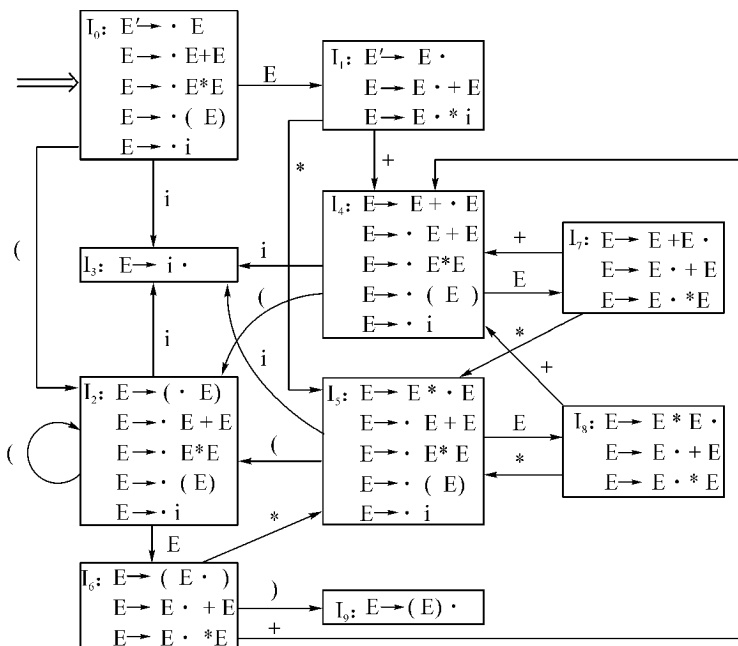 I₀: E′→ · E
E→ · E+E
E→ · E*E
E→ · ( E)
E→ · i
E
I₁: E′→ E ·
E→ E · + E
E→ E · * i
(
i
*
+
I₃: E→ i ·
i
I₄: E→ E + · E
E→ · E + E
E→ · E*E
E→ · ( E )
E→ · i
+
E
I₇: E→ E +E ·
E→ E · + E
E→ E · *E
i
(
i
*
+
(
I₂: E→( · E)
E→ · E + E
E→ · E*E
E→ · (E)
E→ · i
(
I₅: E→ E * · E
E→ · E + E
E→ · E* E
E→ · ( E)
E→ · i
E
*
I₈: E→ E * E ·
E→ E · + E
E→ E · * E
E
*
I₆: E→ ( E · )
E→ E · + E
E→ E · *E
)
+
I₉: E→(E) ·